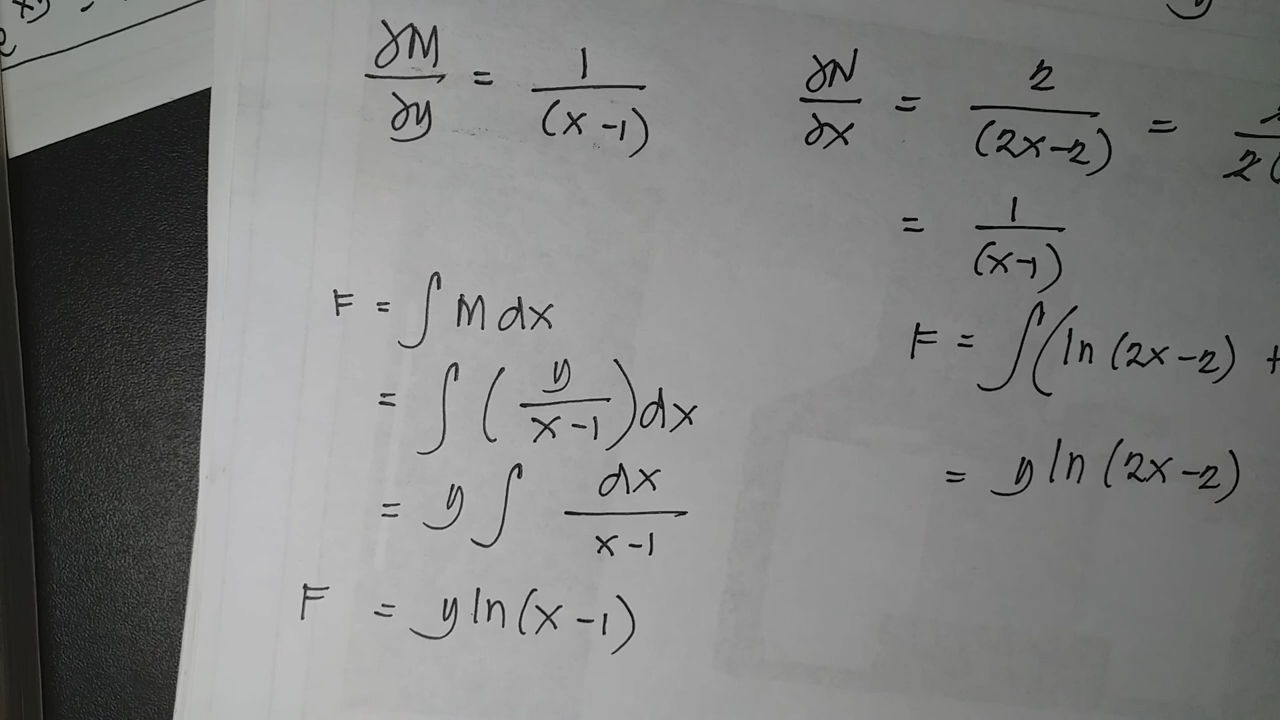 ∂M/∂y = 1/(x-1)
∂N/∂x = 2/(2x-2) =
= 1/(x-1)
F = ∫ M dx
= ∫ (y/(x-1)) dx
= y ∫ dx/(x-1)
F = y ln(x-1)
F = ∫(ln(2x-2) +
= y ln(2x-2)